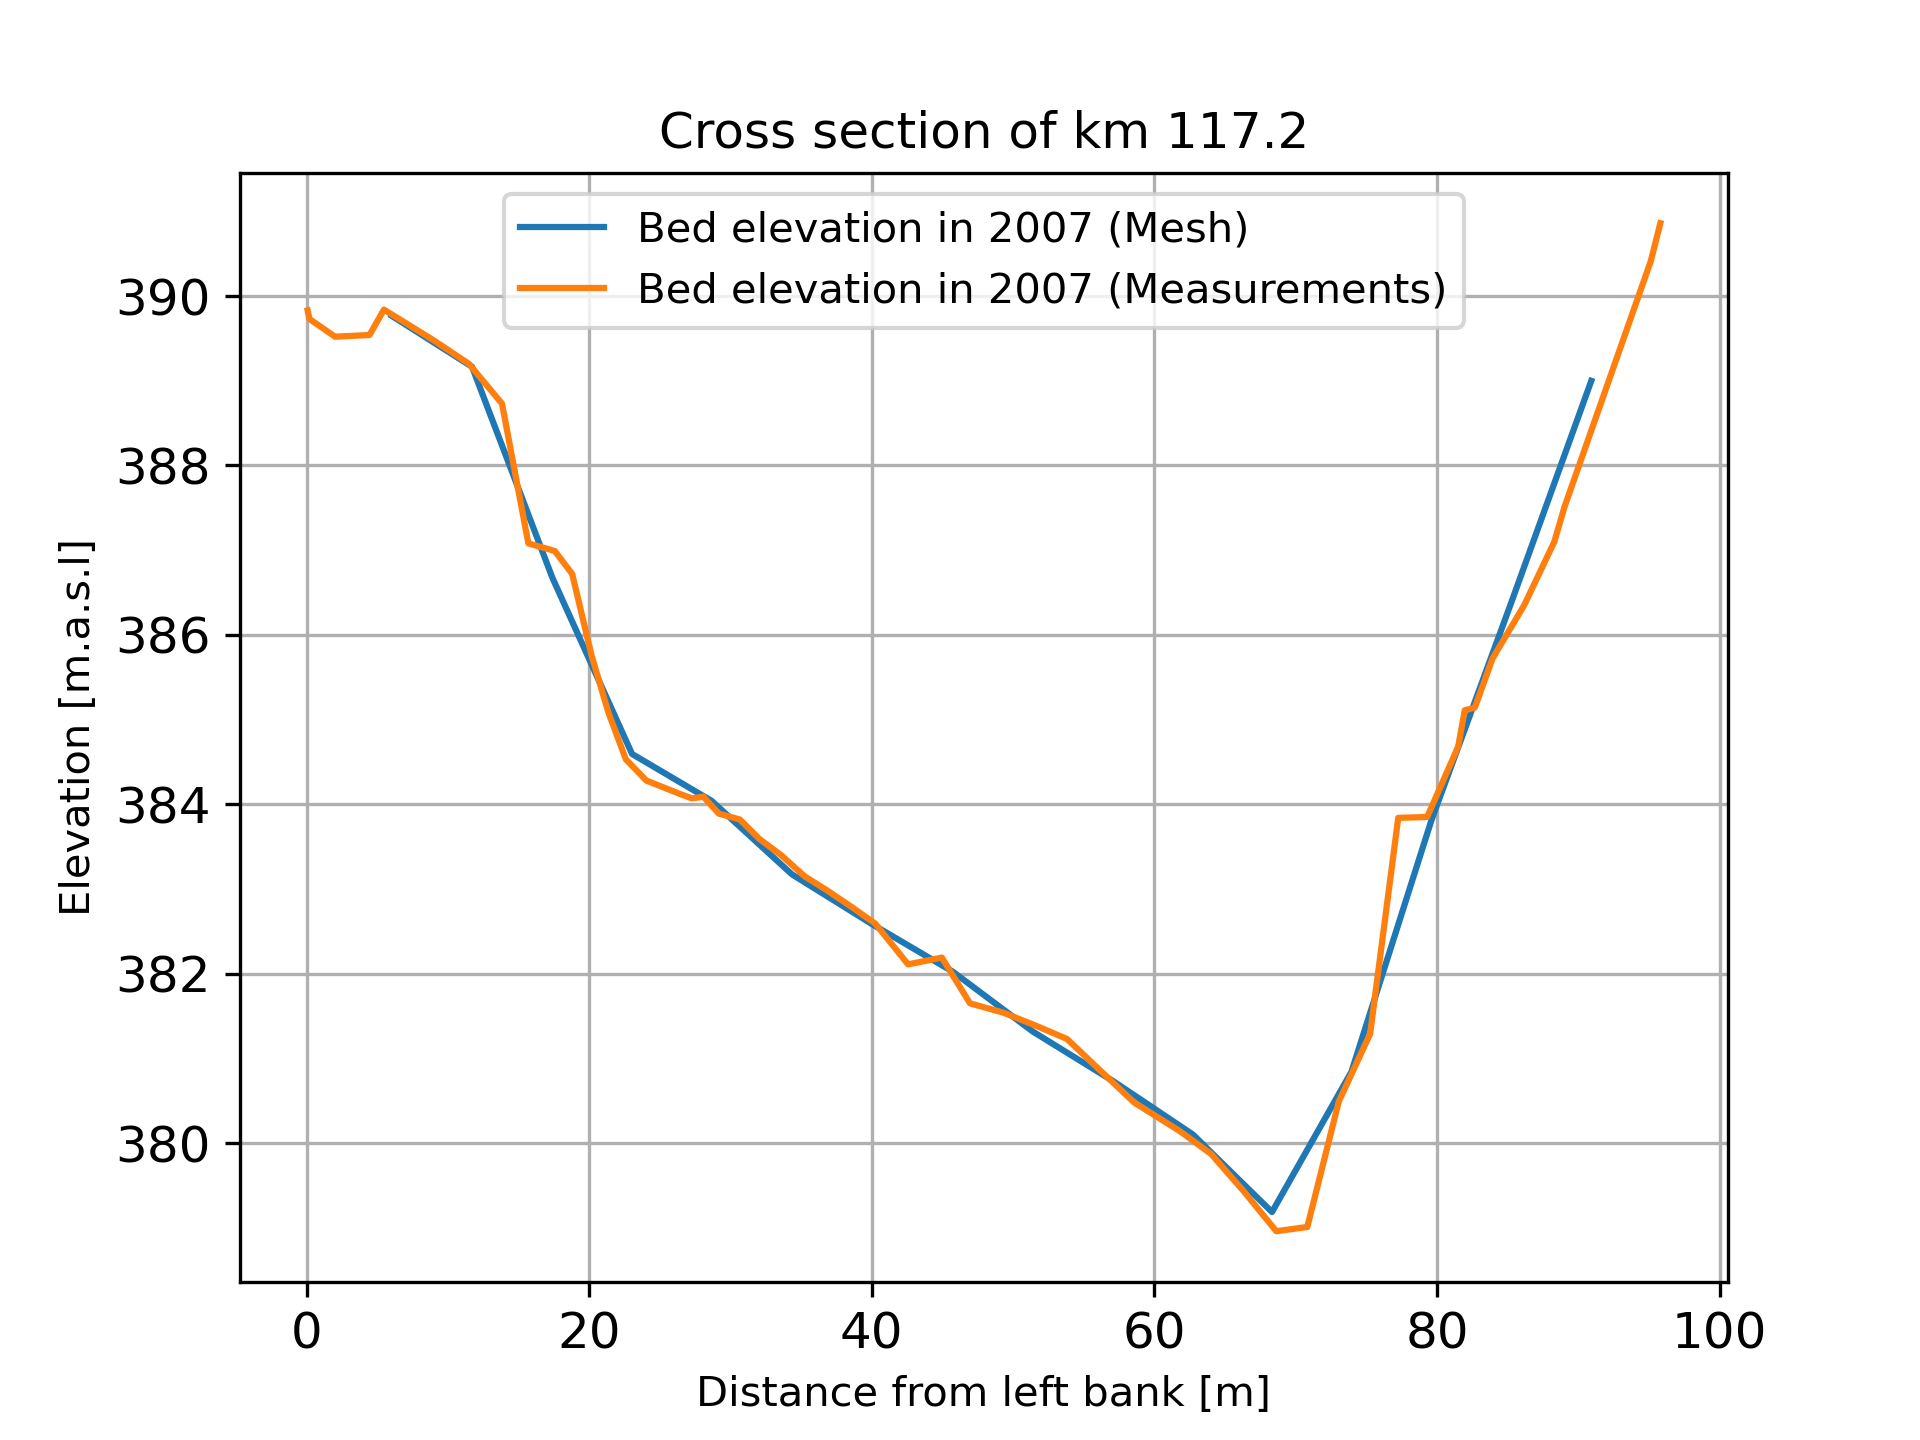 Cross section of km 117.2
Bed elevation in 2007 (Mesh)
Bed elevation in 2007 (Measurements)
390
388
386
384
382
380
Elevation [m.a.s.l]
0 20 40 60 80 100
Distance from left bank [m]